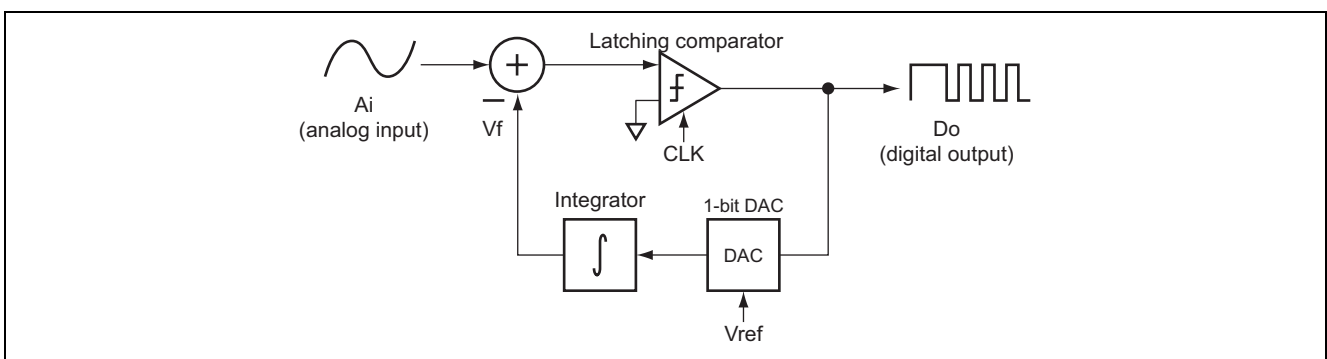 Latching comparator
+
Ai
(analog input)
−
Vf
CLK
Do
(digital output)
Integrator
∫
1-bit DAC
DAC
Vref